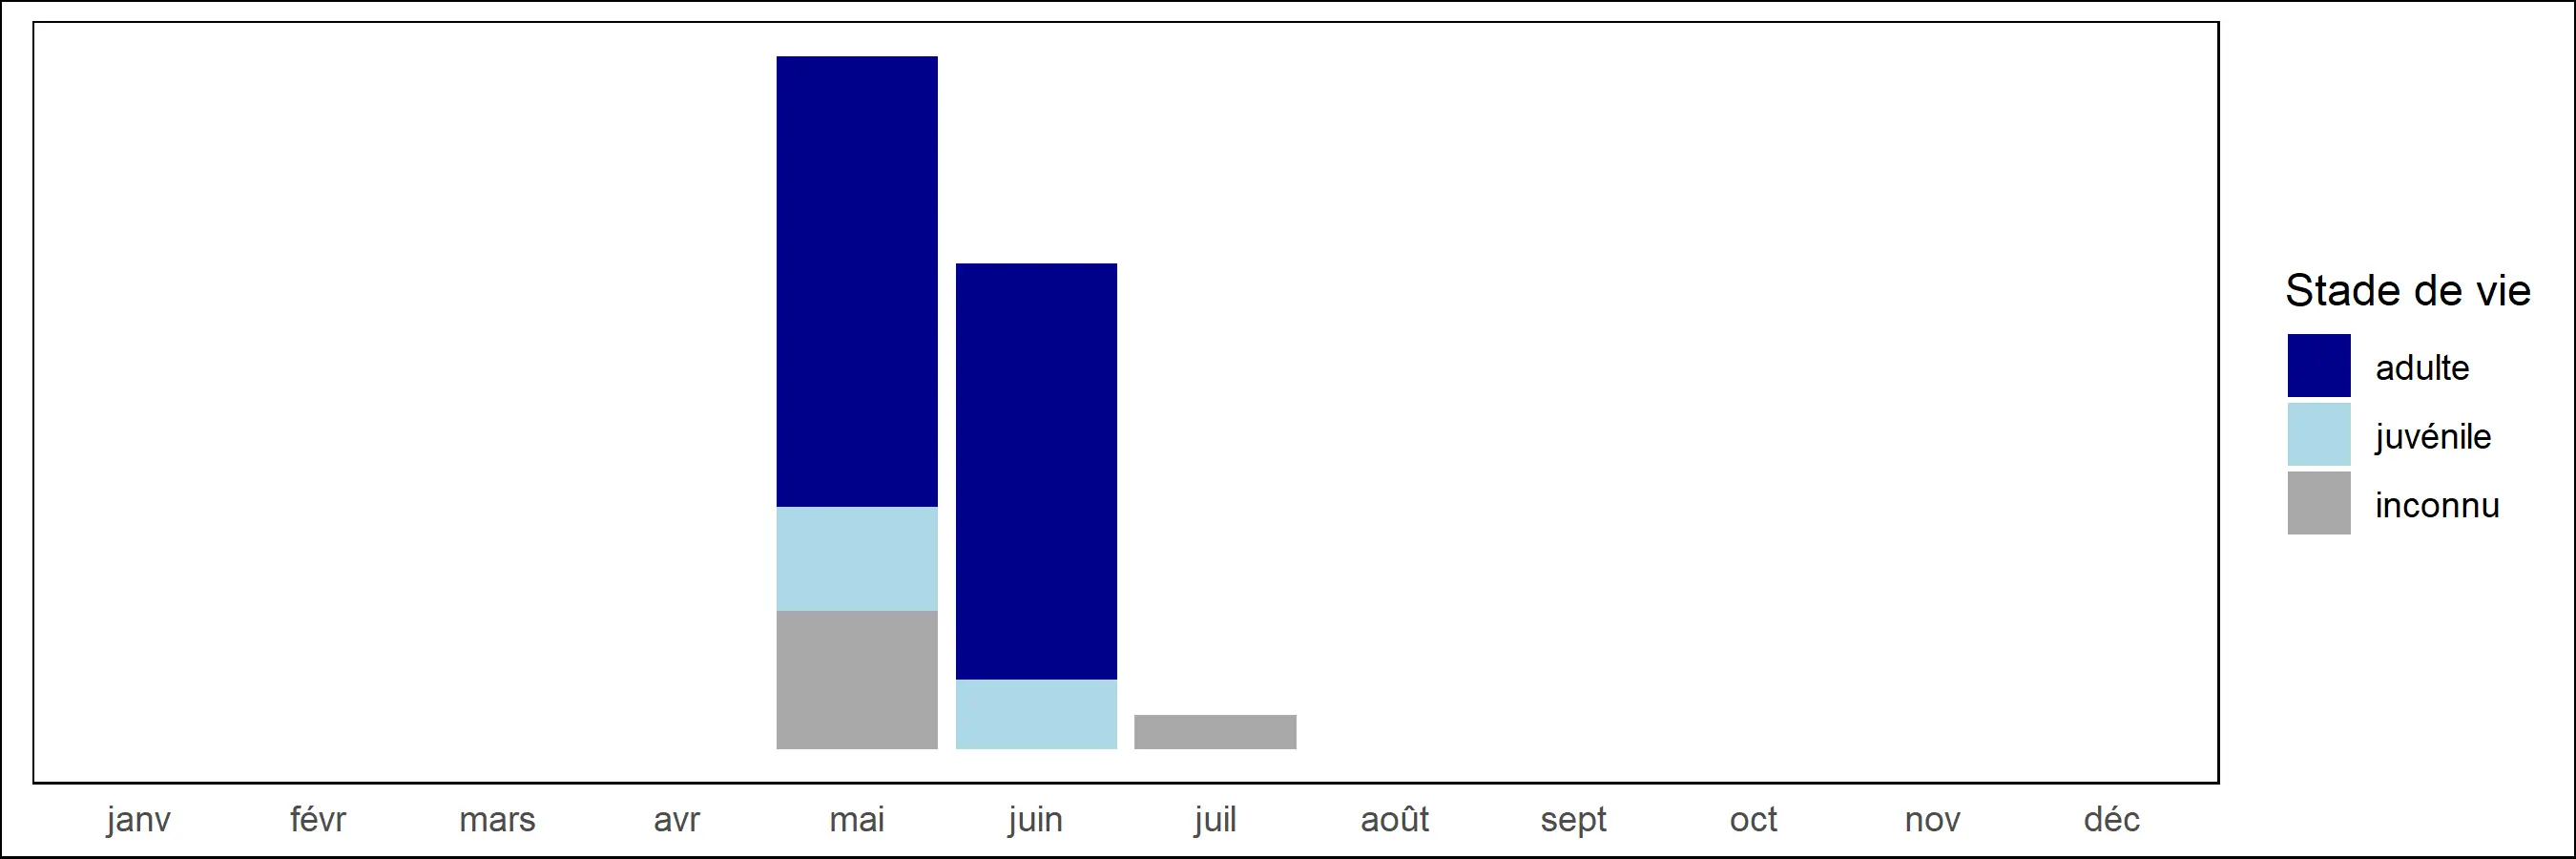 Stade de vie
adulte
juvénile
inconnu
janv févr mars avr mai juin juil août sept oct nov déc